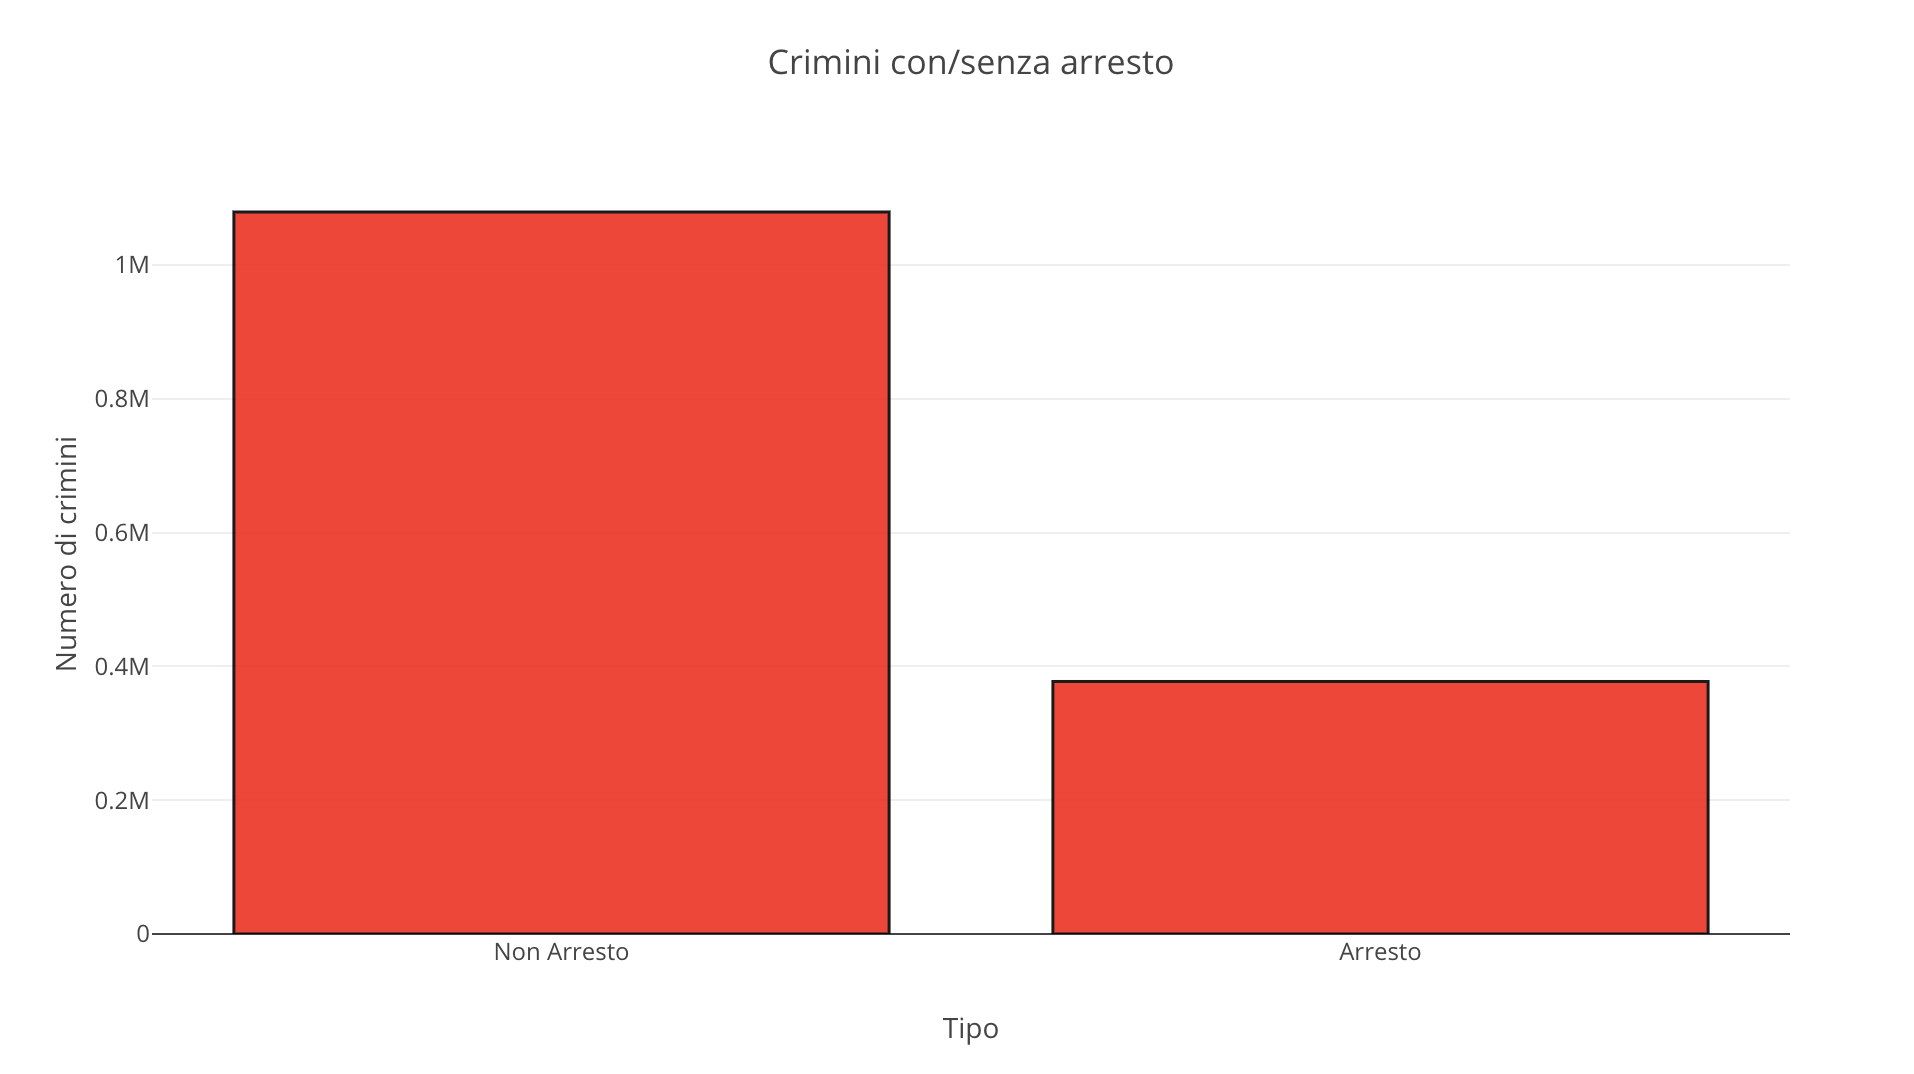 Crimini con/senza arresto
Numero di crimini
1M
0.8M
0.6M
0.4M
0.2M
0
Non Arresto
Arresto
Tipo